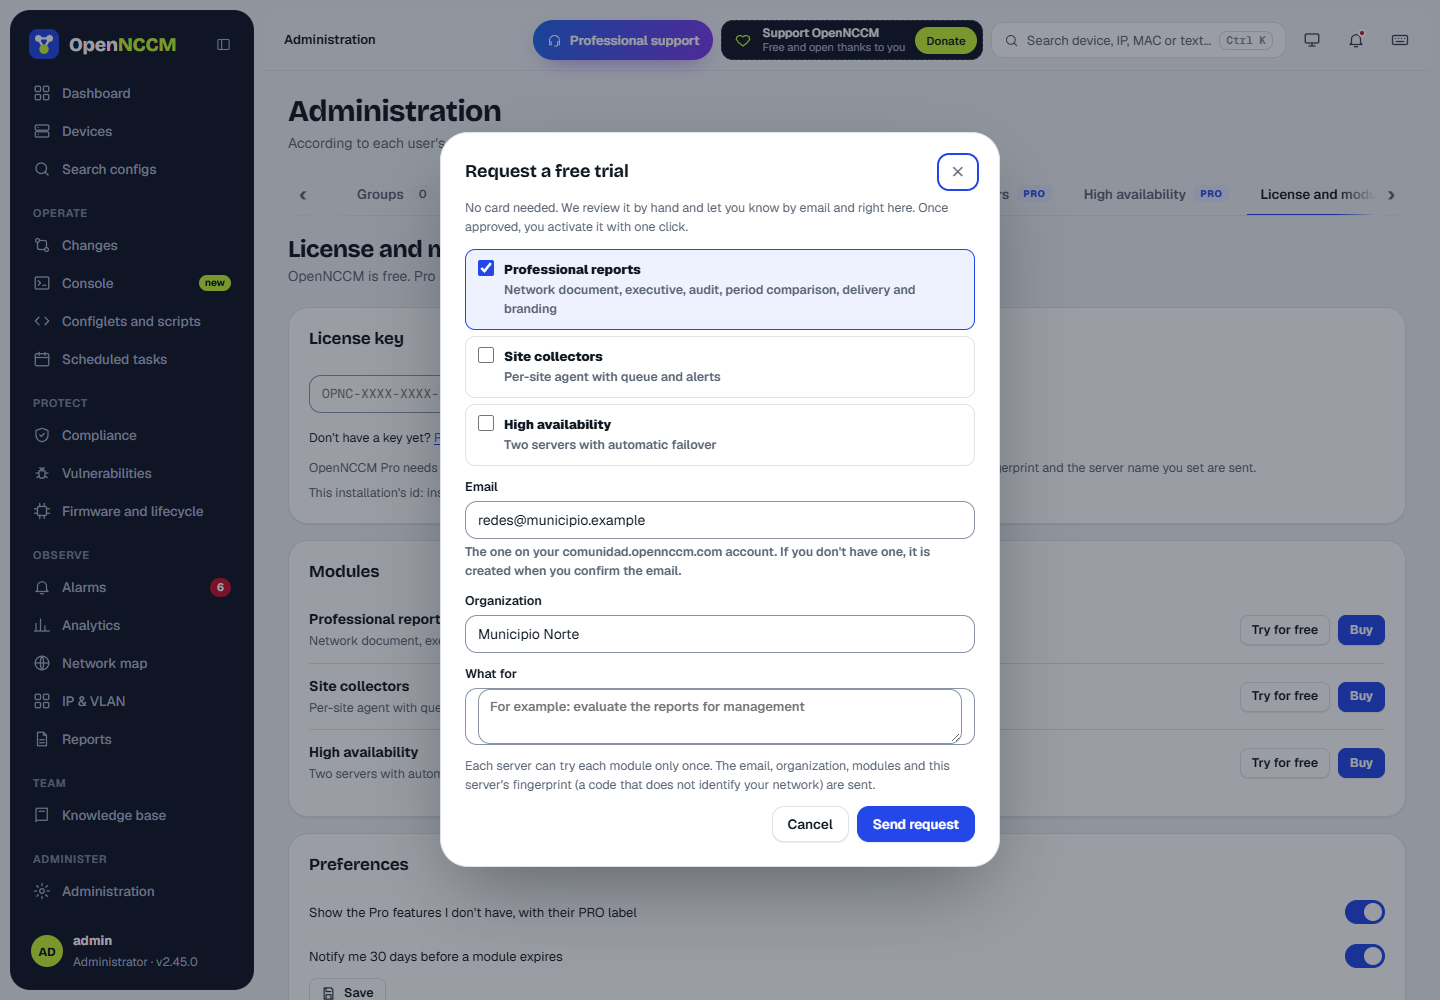 OpenNCCM
Dashboard
Devices
Search configs
OPERATE
Changes
Console
new
Configlets and scripts
Scheduled tasks
PROTECT
Compliance
Vulnerabilities
Firmware and lifecycle
OBSERVE
Alarms
6
Analytics
Network map
IP & VLAN
Reports
TEAM
Knowledge base
ADMINISTER
Administration
AD
admin
Administrator · v2.45.0
Administration
Professional support
Support OpenNCCM
Free and open thanks to you
Donate
Search device, IP, MAC or text...
Ctrl K
Administration
According to each user's
Groups 0
PRO
High availability PRO
License and
License and
OpenNCCM is free. Pro
License key
OPNC-XXXX-XXXX-
Don't have a key yet?
OpenNCCM Pro needs
and the server name you set are sent.
This installation's id:
Modules
Professional
Network document,
Try for free
Buy
Site collectors
Per-site agent with
Try for free
Buy
High availability
Two servers with
Try for free
Buy
Preferences
Show the Pro features I don't have, with their PRO label
Notify me 30 days before a module expires
Save
Request a free trial
No card needed. We review it by hand and let you know by email and right here. Once
approved, you activate it with one click.
Professional reports
Network document, executive, audit, period comparison, delivery and
branding
Site collectors
Per-site agent with queue and alerts
High availability
Two servers with automatic failover
Email
redes@municipio.example
The one on your comunidad.opennccm.com account. If you don't have one, it is
created when you confirm the email.
Organization
Municipio Norte
What for
For example: evaluate the reports for management
Each server can try each module only once. The email, organization, modules and this
server's fingerprint (a code that does not identify your network) are sent.
Cancel
Send request